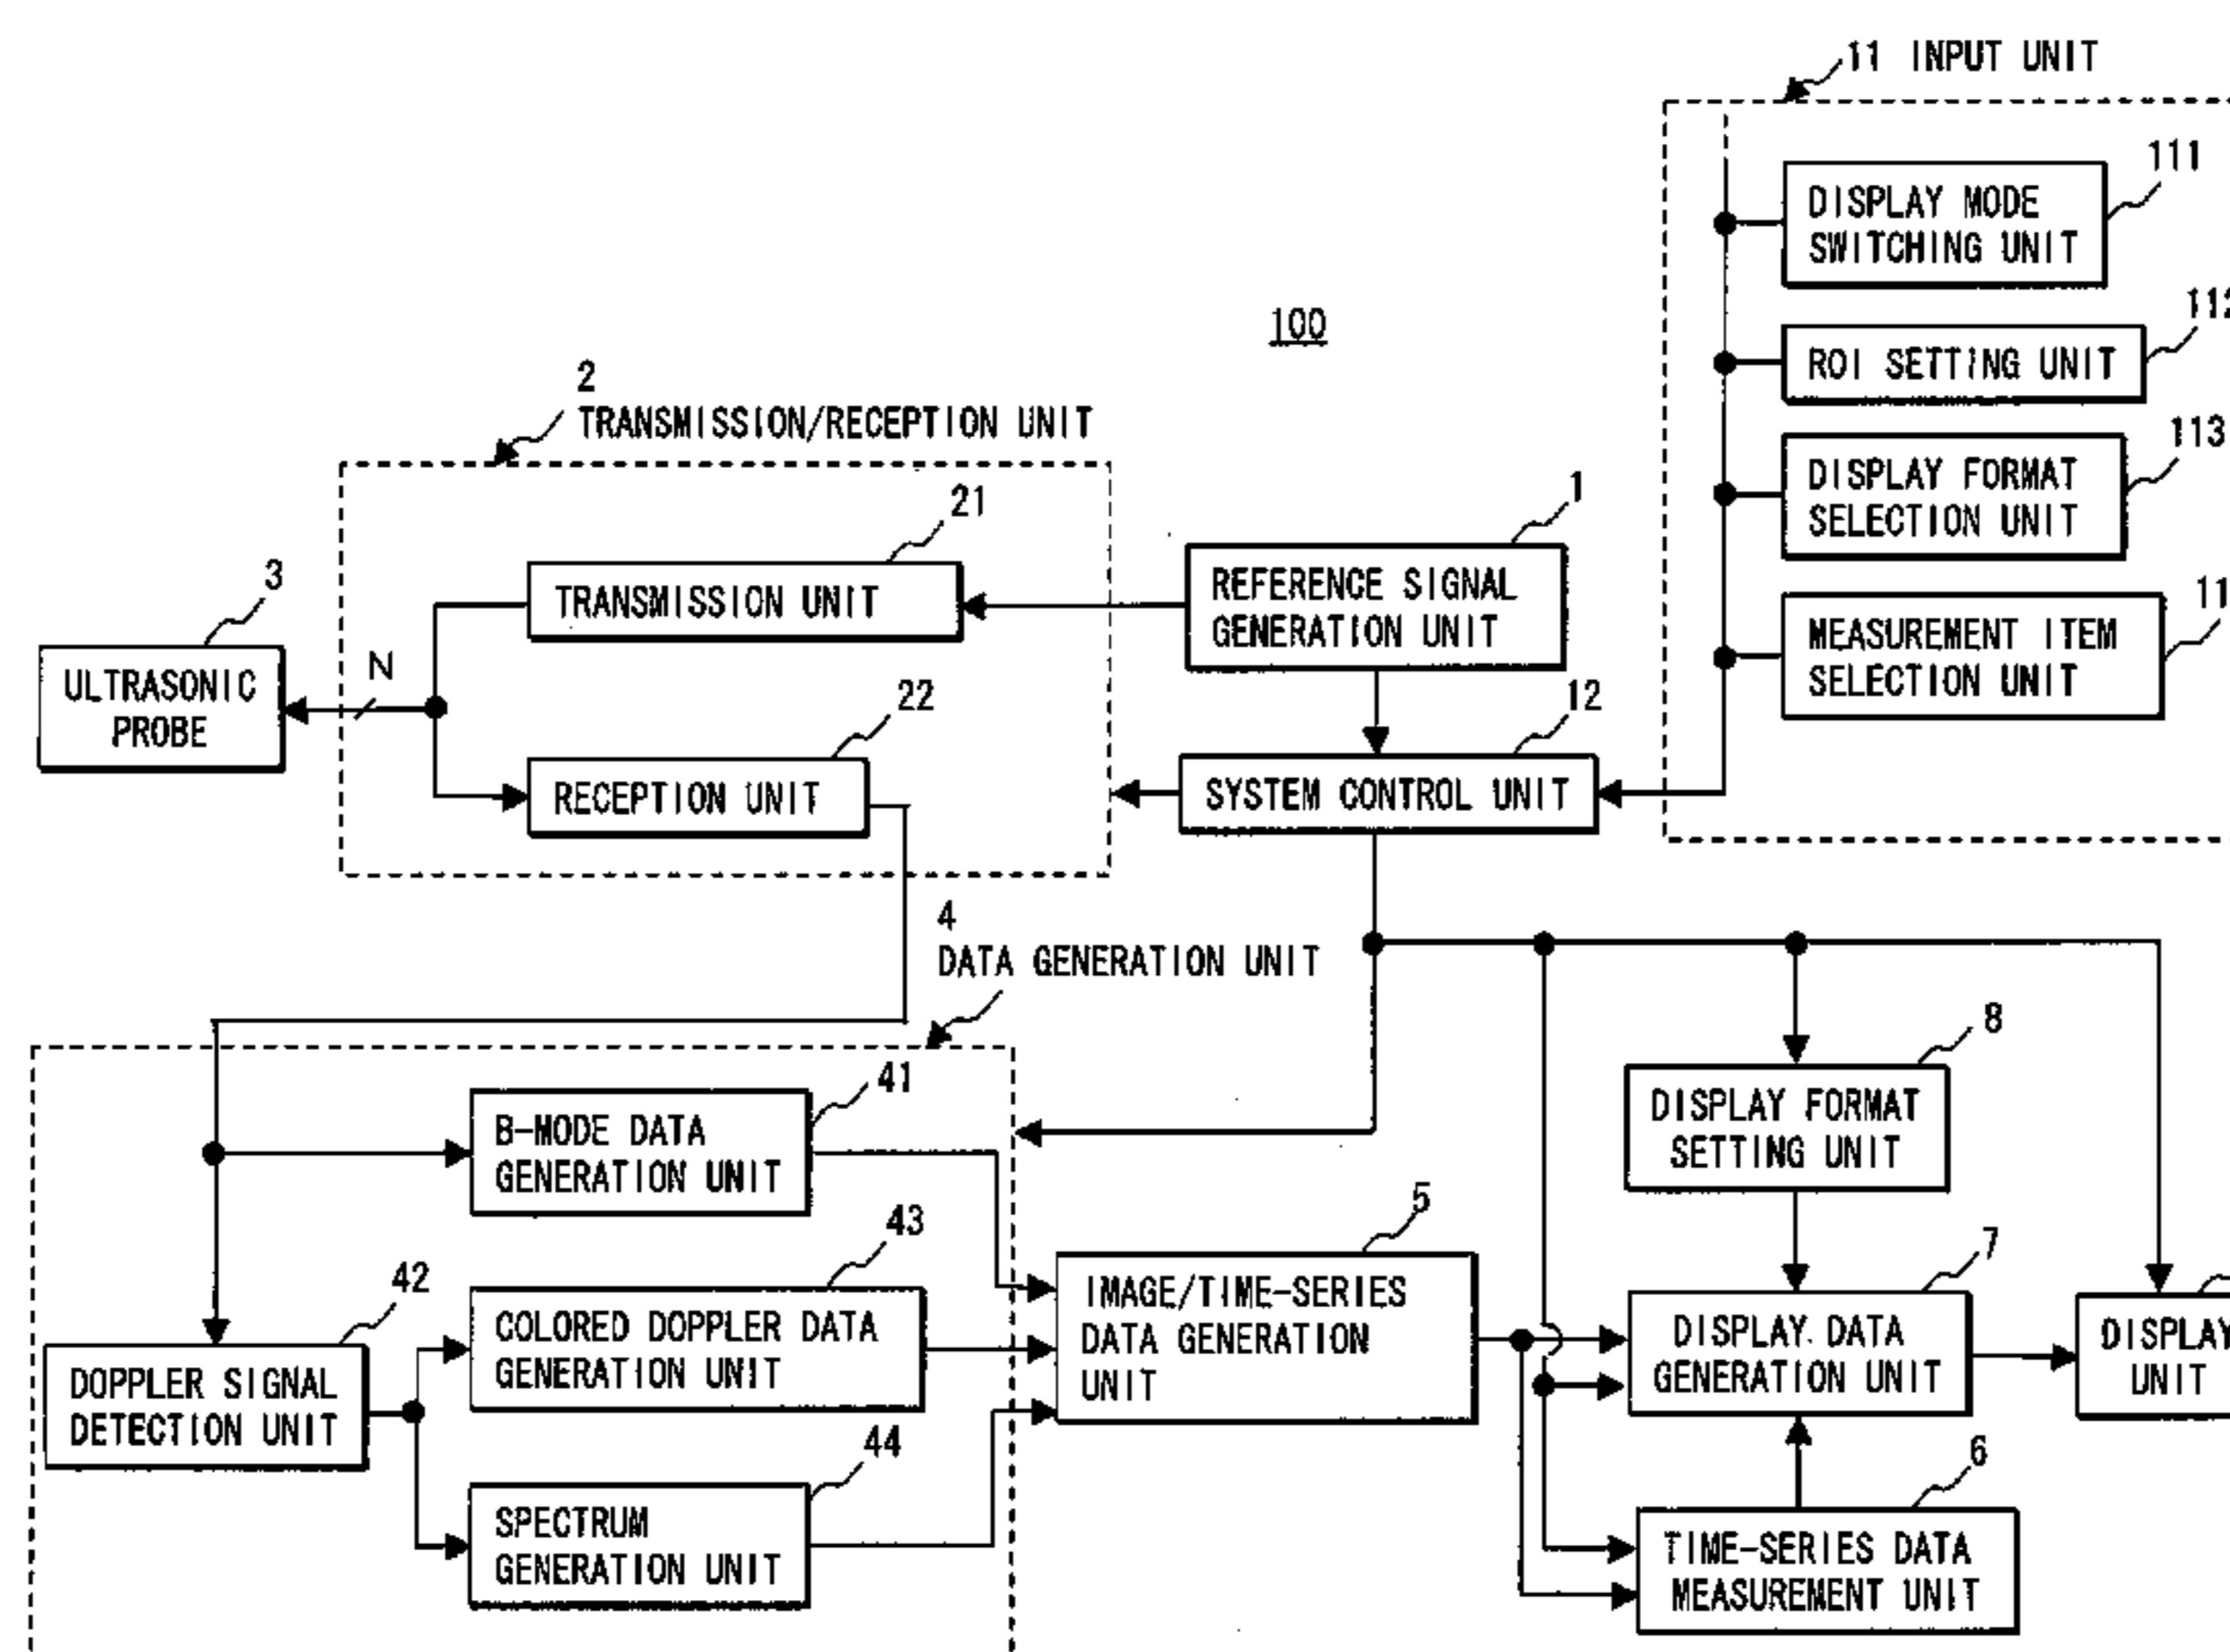 11 INPUT UNIT
111
DISPLAY MODE
SWITCHING UNIT
100
112
ROI SETTING UNIT
2
TRANSMISSION/RECEPTION UNIT
113
DISPLAY FORMAT
SELECTION UNIT
21
TRANSMISSION UNIT
1
REFERENCE SIGNAL
GENERATION UNIT
11
MEASUREMENT ITEM
SELECTION UNIT
3
ULTRASONIC
PROBE
N
22
RECEPTION UNIT
12
SYSTEM CONTROL UNIT
4
DATA GENERATION UNIT
8
DISPLAY FORMAT
SETTING UNIT
41
B-MODE DATA
GENERATION UNIT
43
COLORED DOPPLER DATA
GENERATION UNIT
5
IMAGE/TIME-SERIES
DATA GENERATION
UNIT
7
DISPLAY DATA
GENERATION UNIT
DISPLAY
UNIT
42
DOPPLER SIGNAL
DETECTION UNIT
44
SPECTRUM
GENERATION UNIT
6
TIME-SERIES DATA
MEASUREMENT UNIT